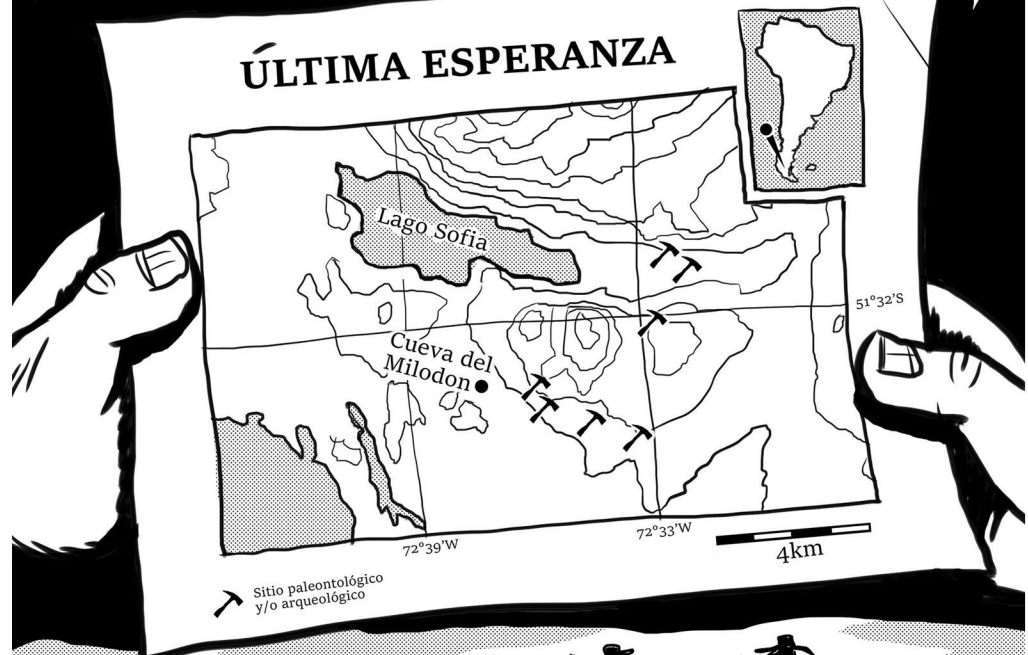 ÚLTIMA ESPERANZA
Lago Sofia
51°32'S
Cueva del
Milodon
72°39'W
72°33'W
4km
Sitio paleontológico
y/o arqueológico